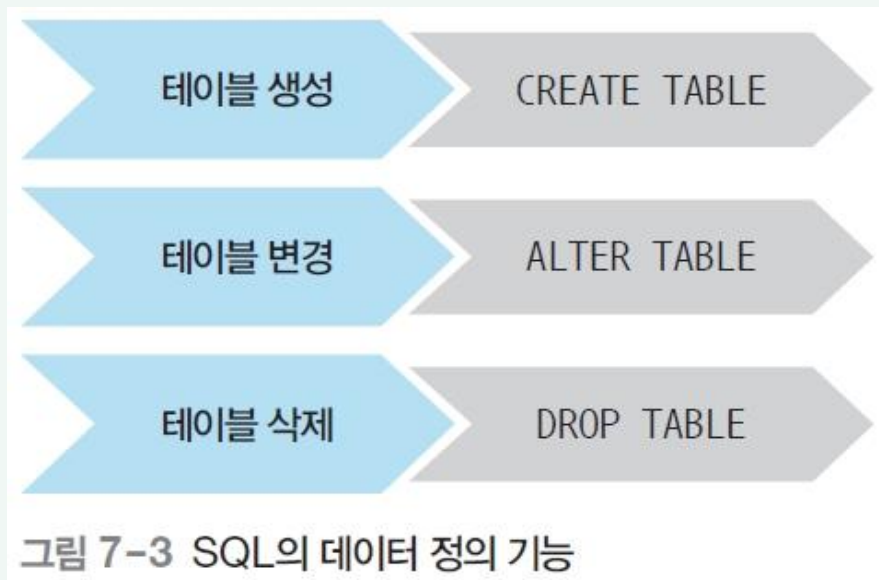 테이블 생성 CREATE TABLE
테이블 변경 ALTER TABLE
테이블 삭제 DROP TABLE
그림 7-3 SQL의 데이터 정의 기능